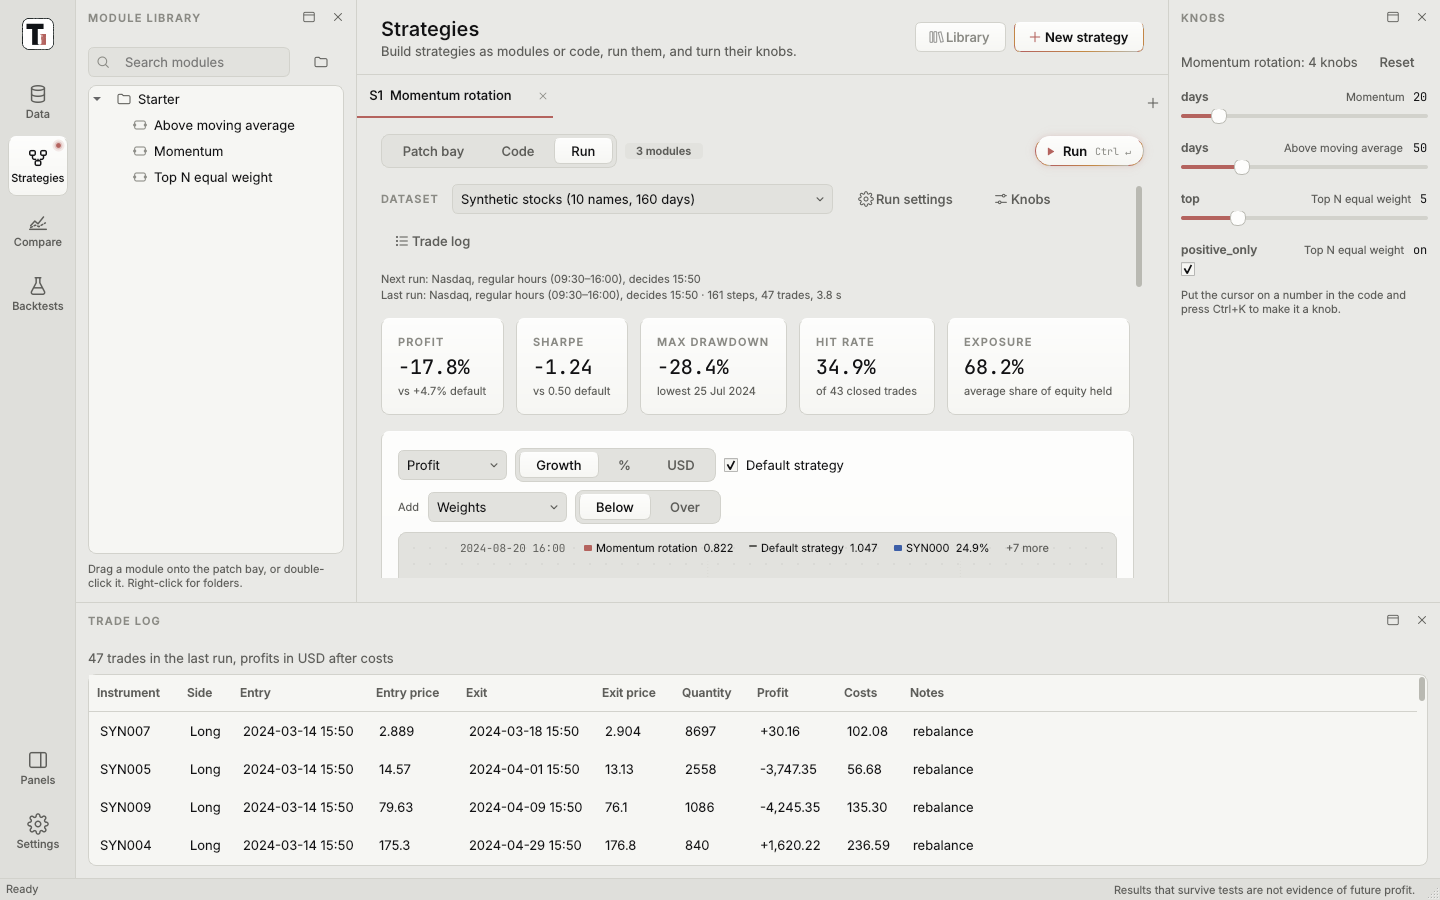 Data
Strategies
Compare
Backtests
Panels
Settings
MODULE LIBRARY
Search modules
Starter
Above moving average
Momentum
Top N equal weight
Drag a module onto the patch bay, or double-
click it. Right-click for folders.
Strategies
Build strategies as modules or code, run them, and turn their knobs.
Library
New strategy
S1 Momentum rotation
Patch bay Code Run 3 modules
Run Ctrl ↵
DATASET Synthetic stocks (10 names, 160 days) Run settings Knobs
Trade log
Next run: Nasdaq, regular hours (09:30–16:00), decides 15:50
Last run: Nasdaq, regular hours (09:30–16:00), decides 15:50 · 161 steps, 47 trades, 3.8 s
PROFIT
-17.8%
vs +4.7% default
SHARPE
-1.24
vs 0.50 default
MAX DRAWDOWN
-28.4%
lowest 25 Jul 2024
HIT RATE
34.9%
of 43 closed trades
EXPOSURE
68.2%
average share of equity held
Profit Growth % USD Default strategy
Add Weights Below Over
2024-08-20 16:00 Momentum rotation 0.822 Default strategy 1.047 SYN000 24.9% +7 more
KNOBS
Momentum rotation: 4 knobs Reset
days Momentum 20
days Above moving average 50
top Top N equal weight 5
positive_only Top N equal weight on
Put the cursor on a number in the code and
press Ctrl+K to make it a knob.
TRADE LOG
47 trades in the last run, profits in USD after costs
Instrument Side Entry Entry price Exit Exit price Quantity Profit Costs Notes
SYN007 Long 2024-03-14 15:50 2.889 2024-03-18 15:50 2.904 8697 +30.16 102.08 rebalance
SYN005 Long 2024-03-14 15:50 14.57 2024-04-01 15:50 13.13 2558 -3,747.35 56.68 rebalance
SYN009 Long 2024-03-14 15:50 79.63 2024-04-09 15:50 76.1 1086 -4,245.35 135.30 rebalance
SYN004 Long 2024-03-14 15:50 175.3 2024-04-29 15:50 176.8 840 +1,620.22 236.59 rebalance
Ready
Results that survive tests are not evidence of future profit.